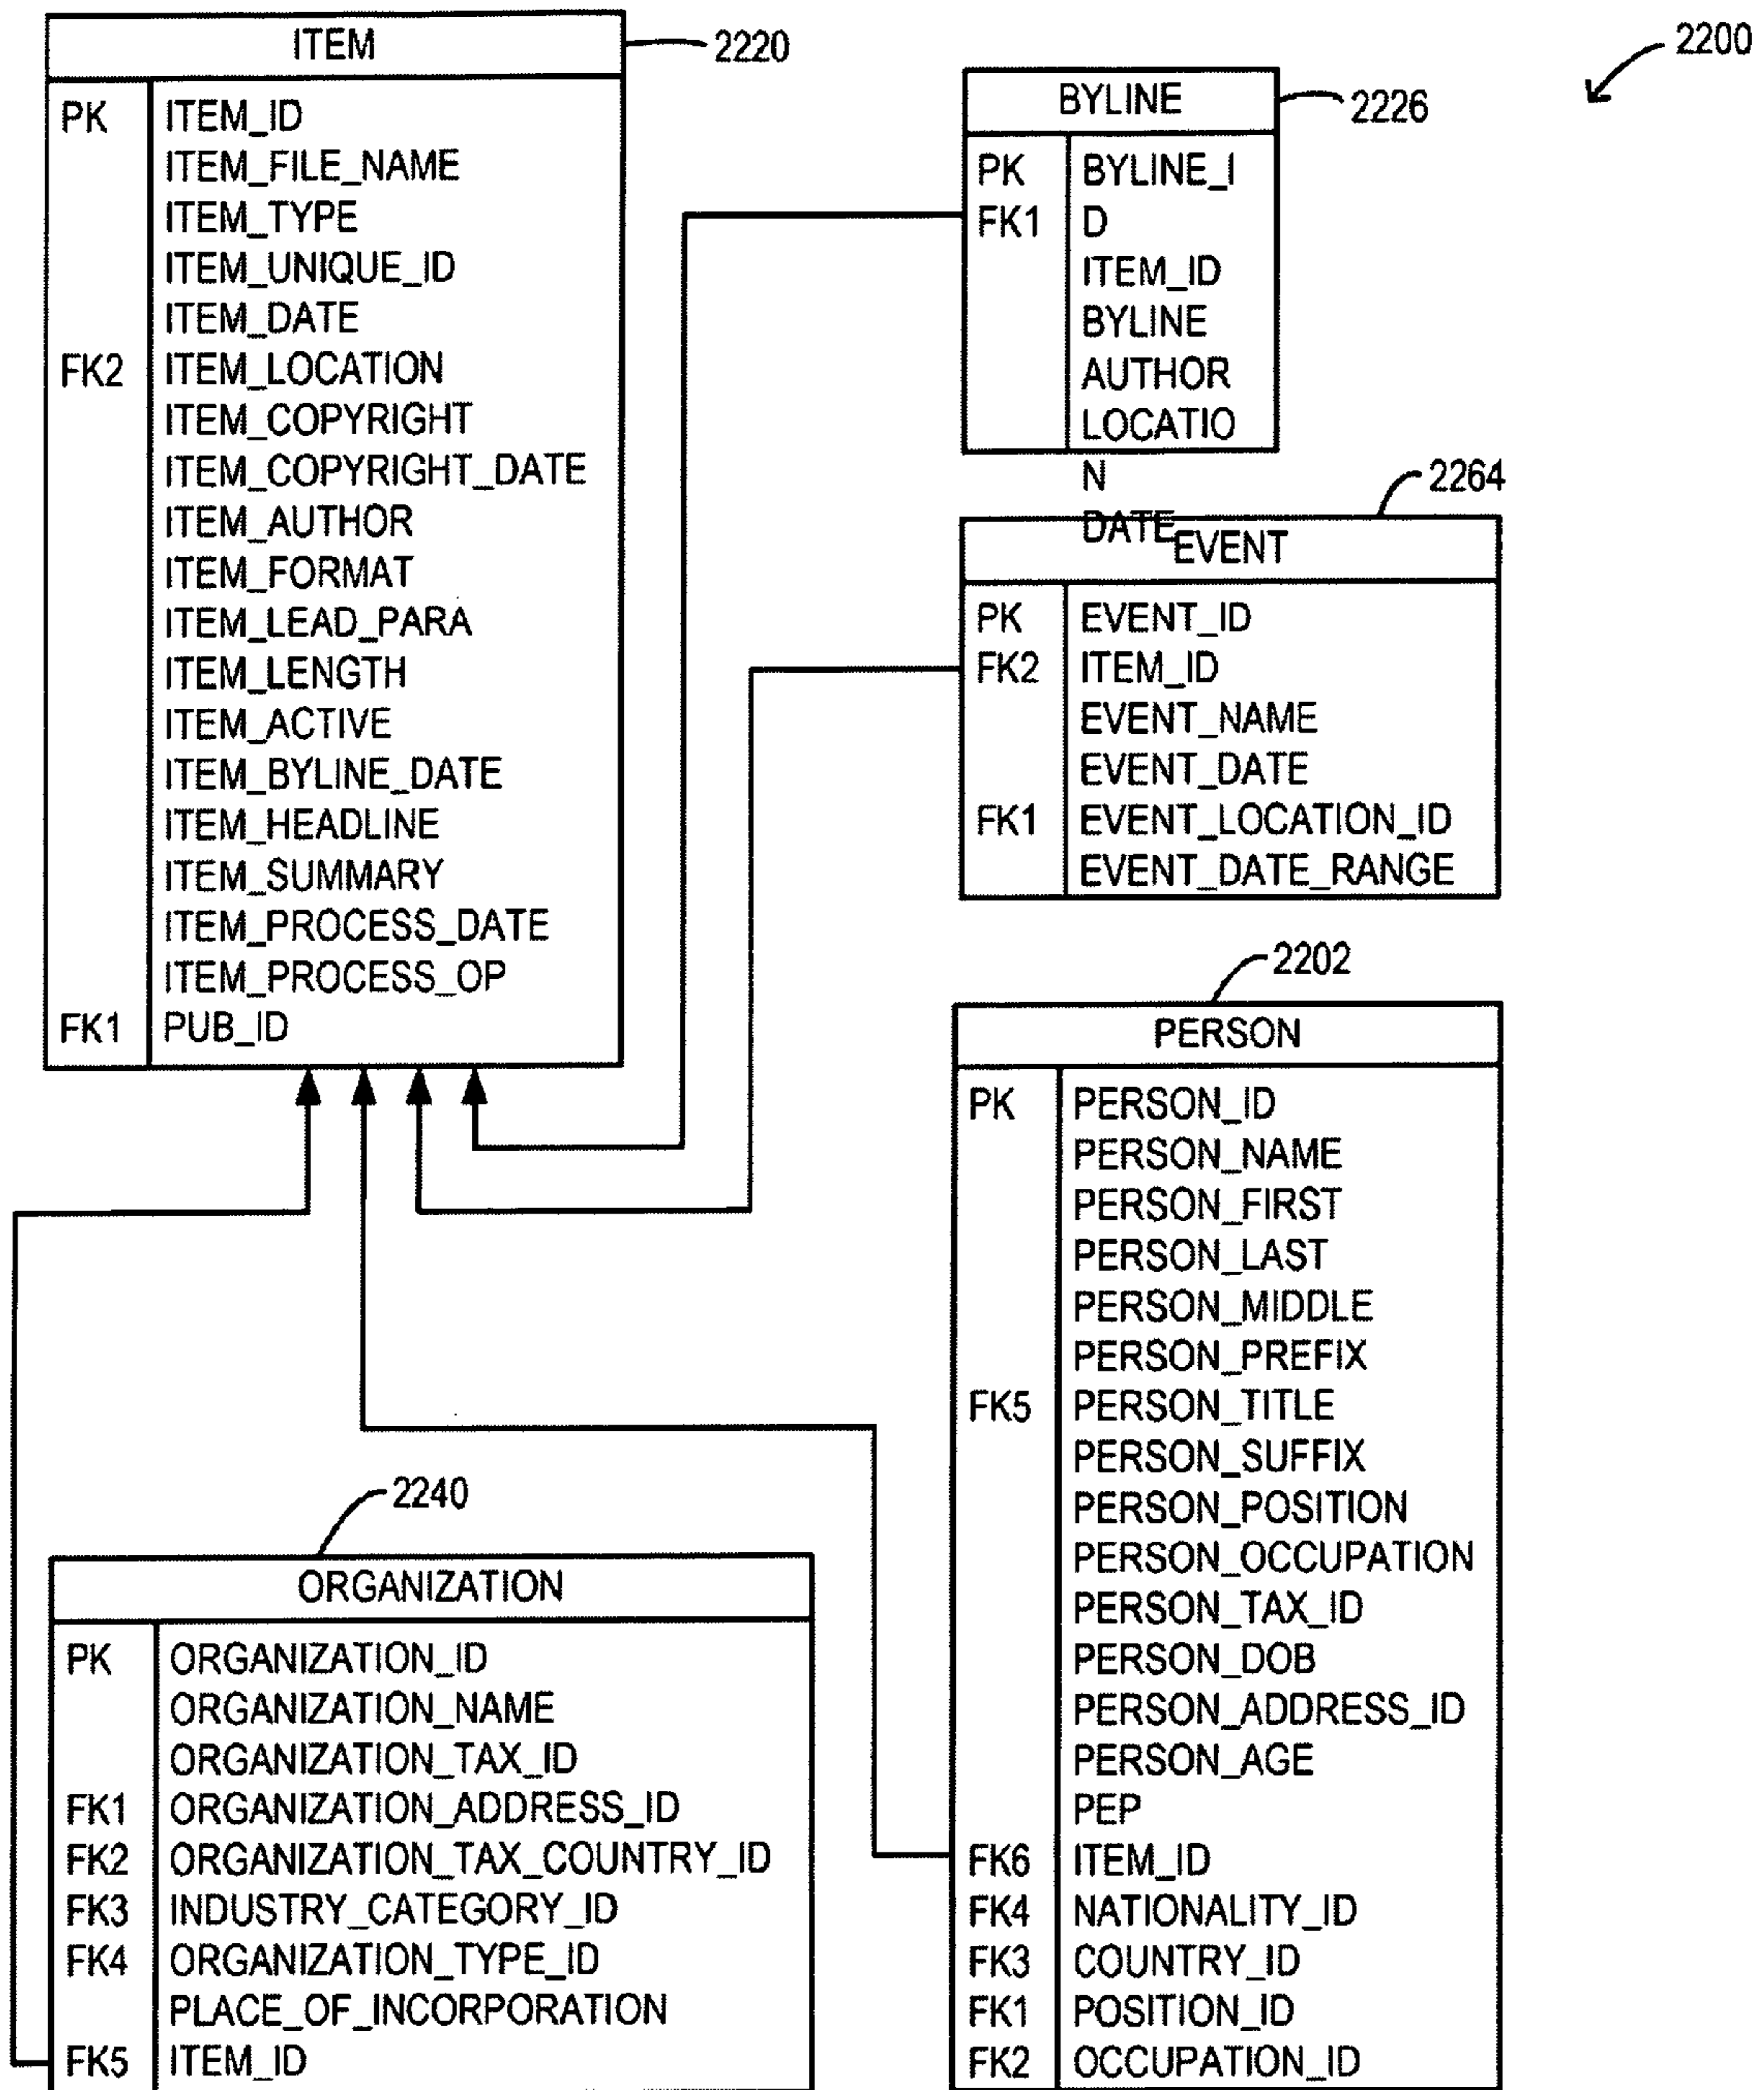 2200
ITEM
2220
PK ITEM_ID
ITEM_FILE_NAME
ITEM_TYPE
ITEM_UNIQUE_ID
ITEM_DATE
FK2 ITEM_LOCATION
ITEM_COPYRIGHT
ITEM_COPYRIGHT_DATE
ITEM_AUTHOR
ITEM_FORMAT
ITEM_LEAD_PARA
ITEM_LENGTH
ITEM_ACTIVE
ITEM_BYLINE_DATE
ITEM_HEADLINE
ITEM_SUMMARY
ITEM_PROCESS_DATE
ITEM_PROCESS_OP
FK1 PUB_ID
BYLINE
2226
PK BYLINE_I
FK1 D
ITEM_ID
BYLINE
AUTHOR
LOCATIO
N
DATE
2264
EVENT
PK EVENT_ID
FK2 ITEM_ID
EVENT_NAME
EVENT_DATE
FK1 EVENT_LOCATION_ID
EVENT_DATE_RANGE
2202
PERSON
PK PERSON_ID
PERSON_NAME
PERSON_FIRST
PERSON_LAST
PERSON_MIDDLE
PERSON_PREFIX
FK5 PERSON_TITLE
PERSON_SUFFIX
PERSON_POSITION
PERSON_OCCUPATION
PERSON_TAX_ID
PERSON_DOB
PERSON_ADDRESS_ID
PERSON_AGE
PEP
FK6 ITEM_ID
FK4 NATIONALITY_ID
FK3 COUNTRY_ID
FK1 POSITION_ID
FK2 OCCUPATION_ID
2240
ORGANIZATION
PK ORGANIZATION_ID
ORGANIZATION_NAME
ORGANIZATION_TAX_ID
FK1 ORGANIZATION_ADDRESS_ID
FK2 ORGANIZATION_TAX_COUNTRY_ID
FK3 INDUSTRY_CATEGORY_ID
FK4 ORGANIZATION_TYPE_ID
PLACE_OF_INCORPORATION
FK5 ITEM_ID